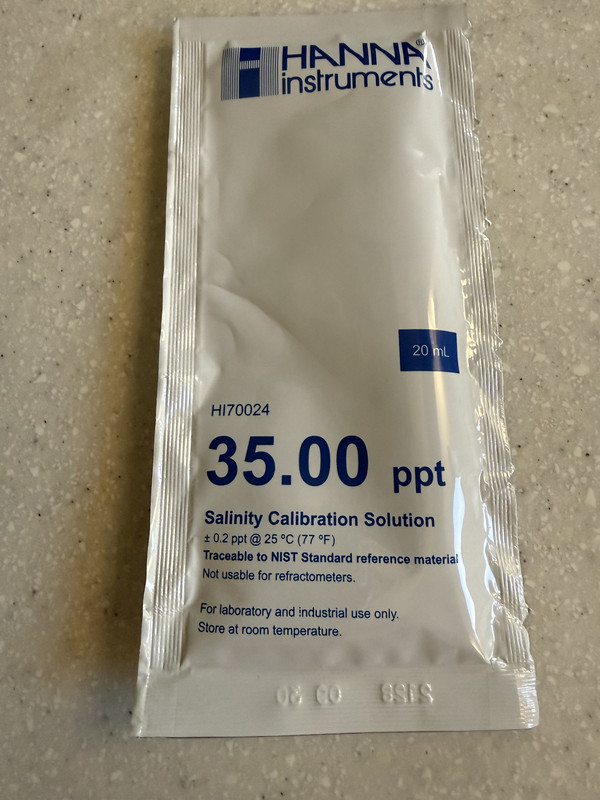 HANNA®
instruments
20 mL
HI70024
35.00 ppt
Salinity Calibration Solution
± 0.2 ppt @ 25 °C (77 °F)
Traceable to NIST Standard reference material
Not usable for refractometers.
For laboratory and industrial use only.
Store at room temperature.